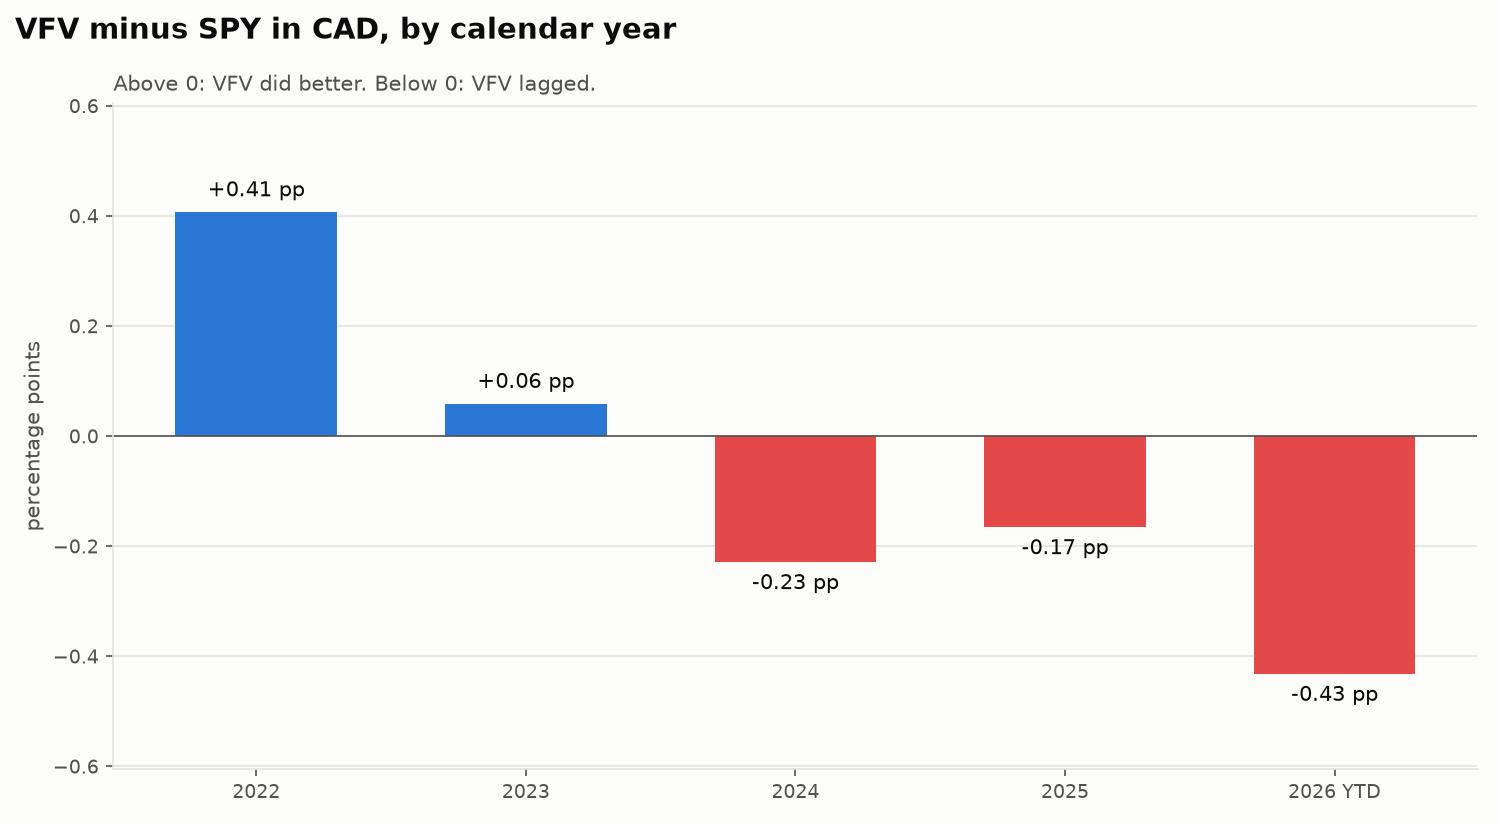 VFV minus SPY in CAD, by calendar year
Above 0: VFV did better. Below 0: VFV lagged.
percentage points
0.6
0.4
0.2
0.0
−0.2
−0.4
−0.6
+0.41 pp
+0.06 pp
-0.23 pp
-0.17 pp
-0.43 pp
2022
2023
2024
2025
2026 YTD